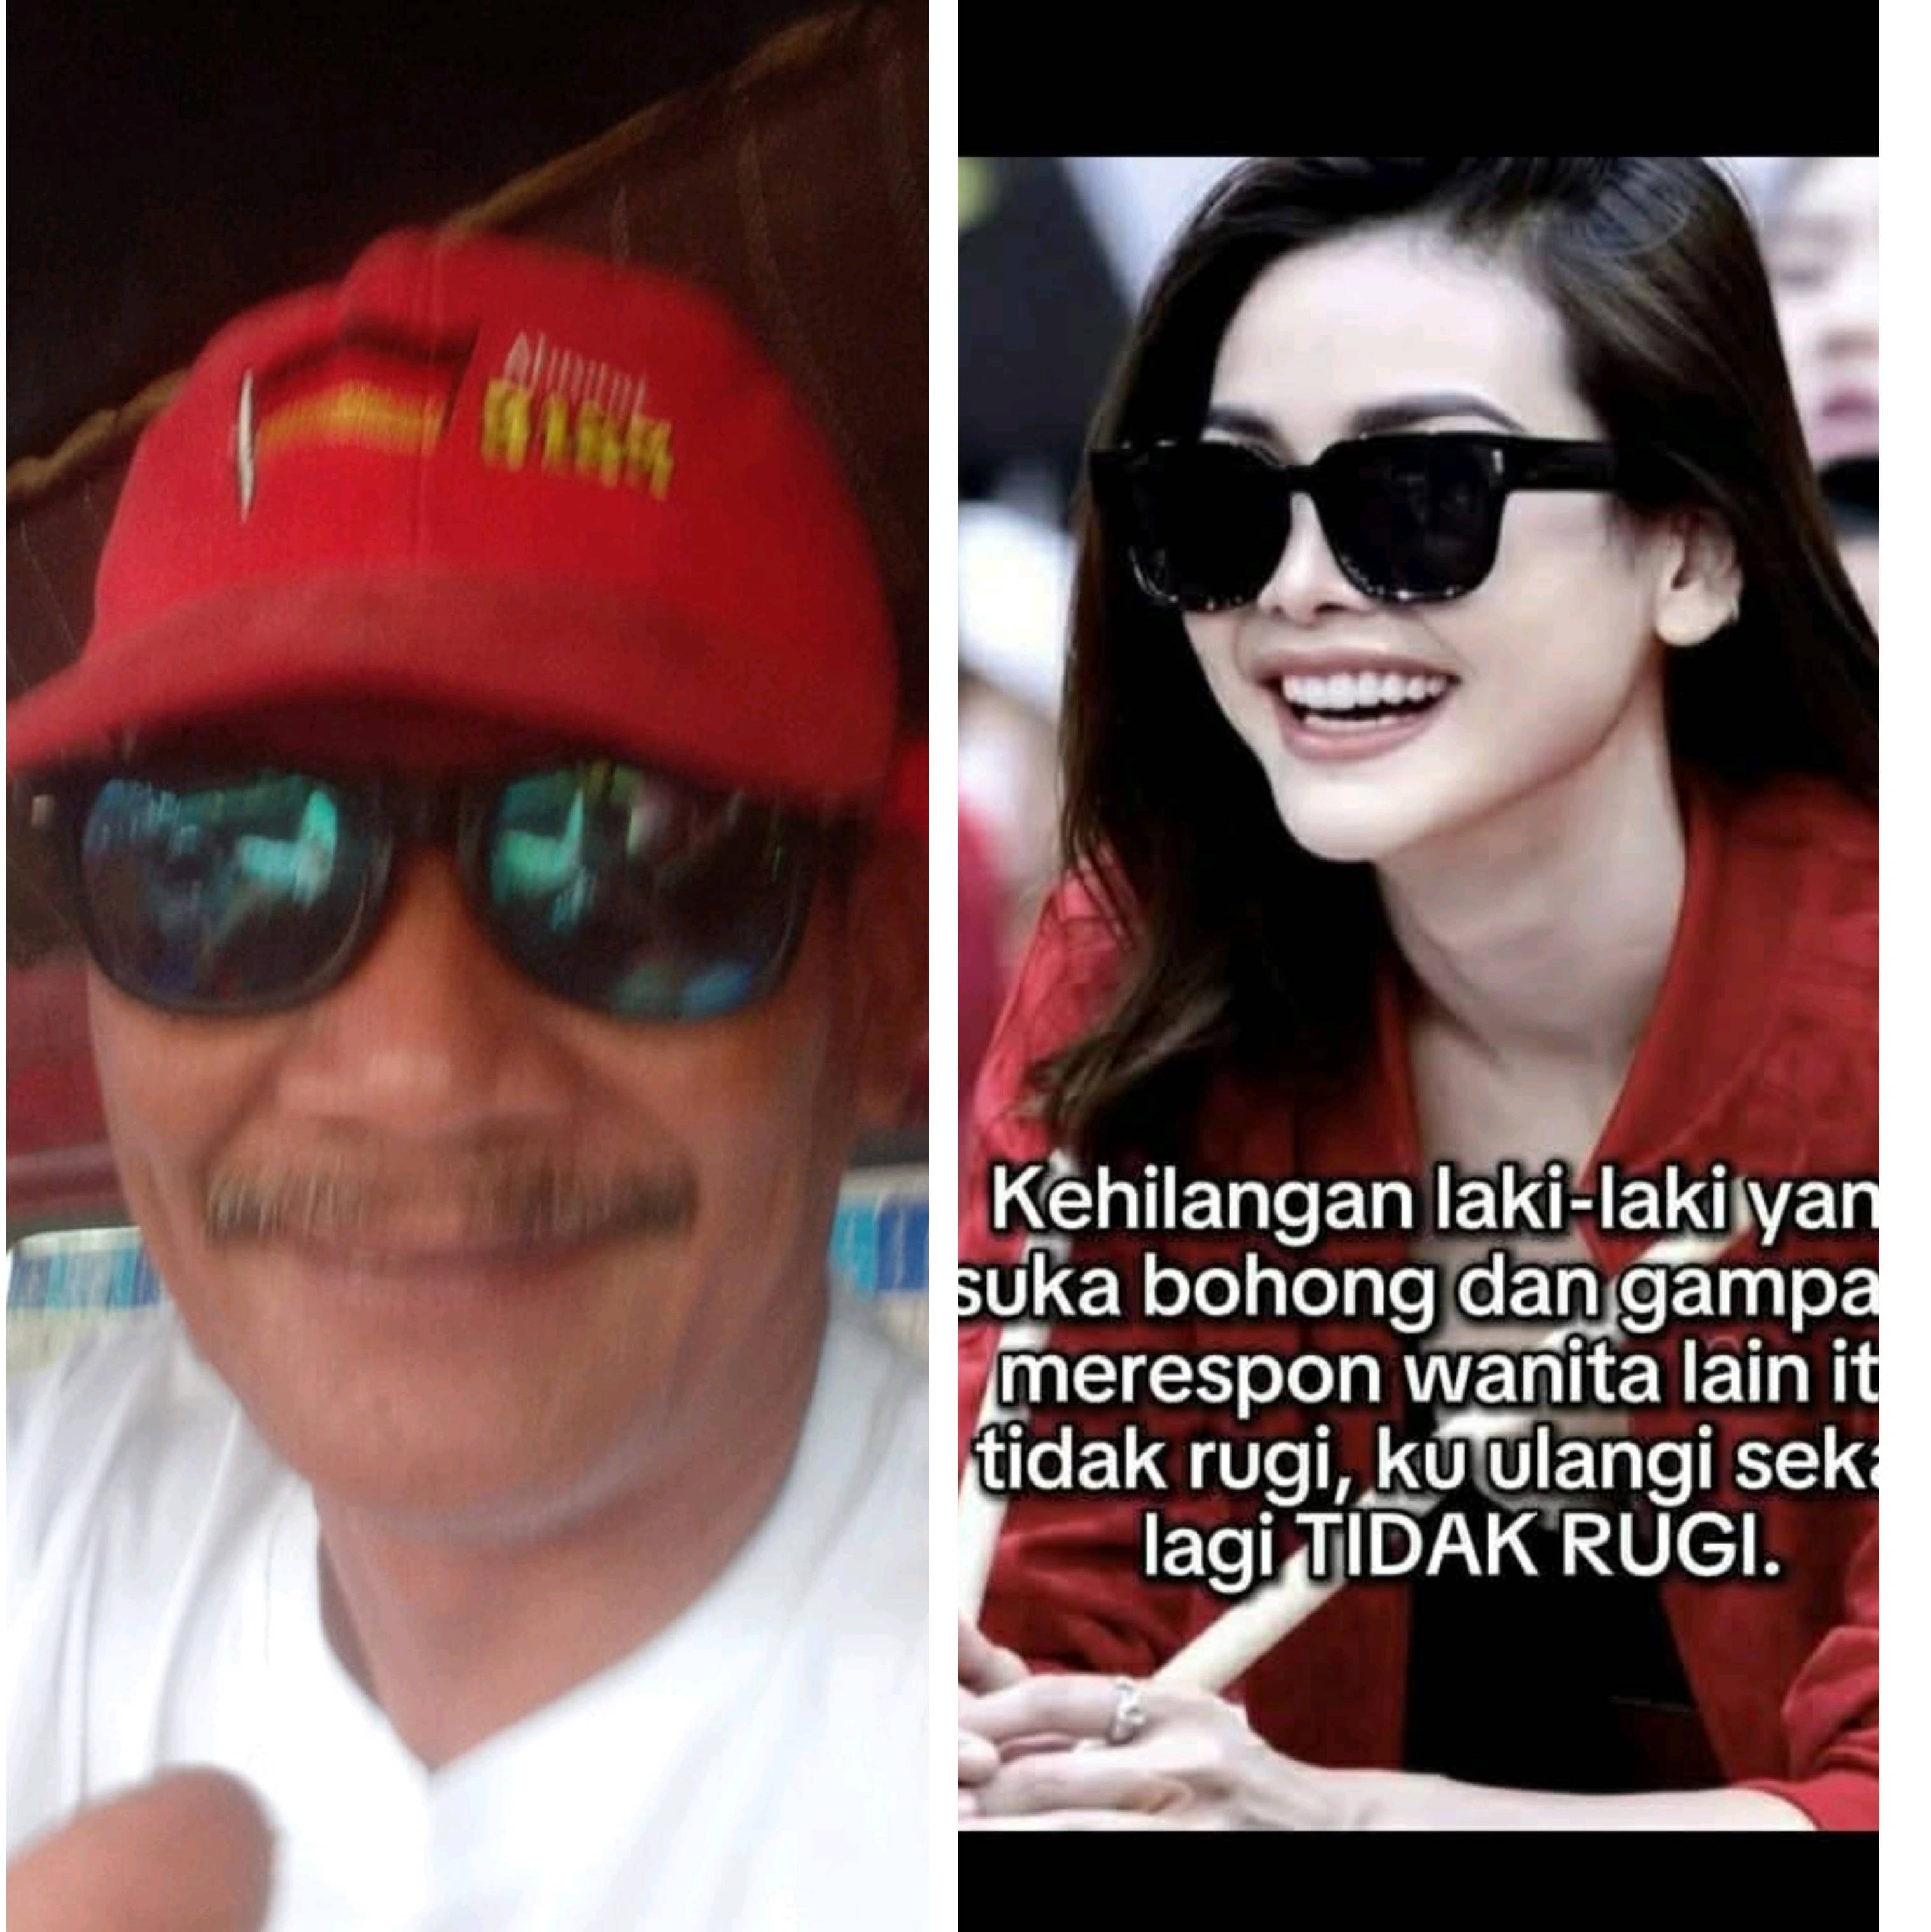 Alumni
Kehilangan laki-laki yan
suka bohong dan gampa
merespon wanita lain it
tidak rugi, ku ulangi seka
lagi TIDAK RUGI.